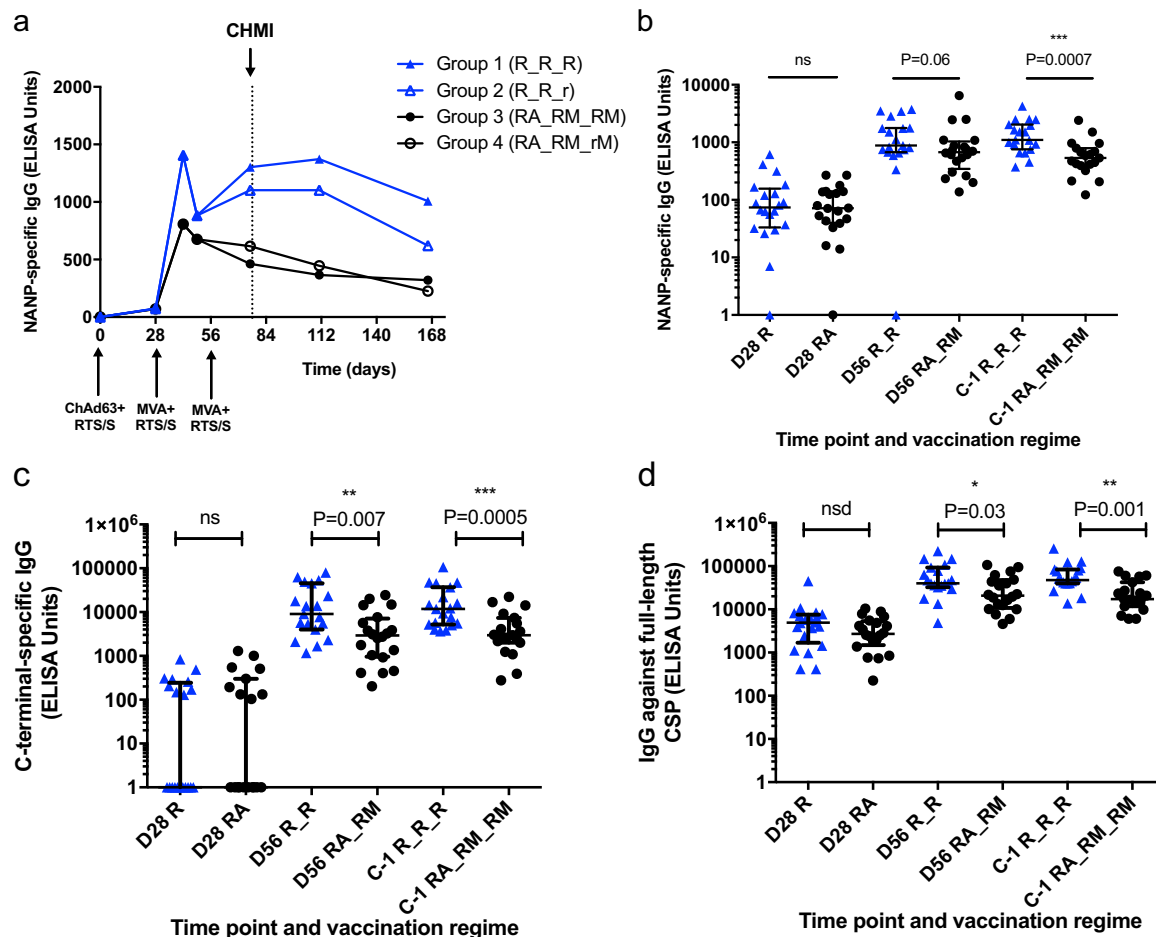 a
CHMI
NANP-specific IgG (ELISA Units)
2000
1500
1000
500
0
0 28 56 84 112 140 168
Time (days)
Group 1 (R_R_R)
Group 2 (R_R_r)
Group 3 (RA_RM_RM)
Group 4 (RA_RM_rM)
ChAd63+
RTS/S
MVA+
RTS/S
MVA+
RTS/S
b
NANP-specific IgG (ELISA Units)
10000
1000
100
10
1
ns
P=0.06
***
P=0.0007
D28 R
D28 RA
D56 R_R
D56 RA_RM
C-1 R_R_R
C-1 RA_RM_RM
Time point and vaccination regime
c
C-terminal-specific IgG
(ELISA Units)
1×10⁶
100000
10000
1000
100
10
1
ns
**
P=0.007
***
P=0.0005
D28 R
D28 RA
D56 R_R
D56 RA_RM
C-1 R_R_R
C-1 RA_RM_RM
Time point and vaccination regime
d
IgG against full-length
CSP (ELISA Units)
1×10⁶
100000
10000
1000
100
10
1
nsd
*
P=0.03
**
P=0.001
D28 R
D28 RA
D56 R_R
D56 RA_RM
C-1 R_R_R
C-1 RA_RM_RM
Time point and vaccination regime